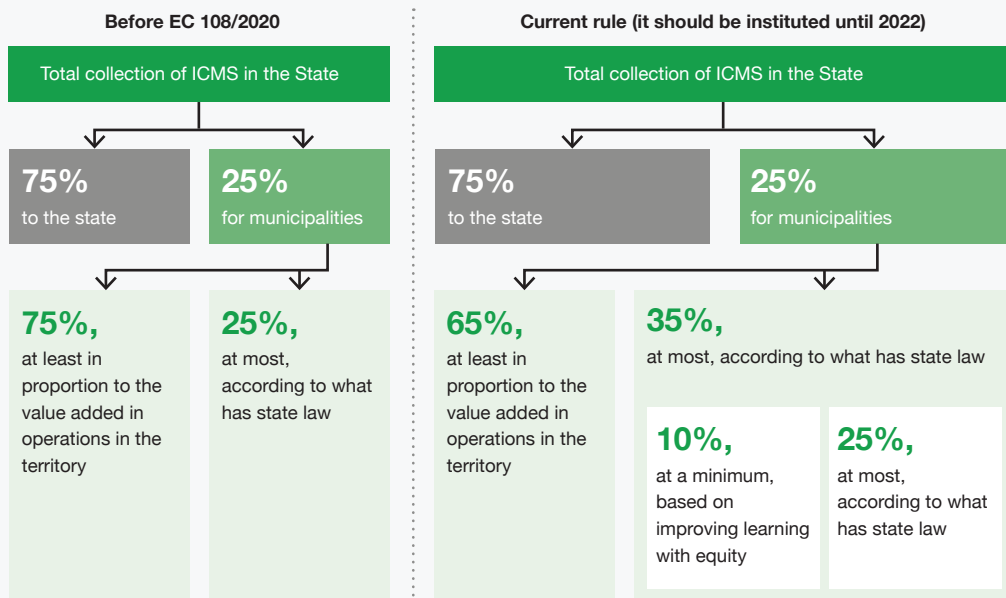 Before EC 108/2020
Total collection of ICMS in the State
75%
to the state
25%
for municipalities
75%,
at least in
proportion to the
value added in
operations in the
territory
25%,
at most,
according to what
has state law
Current rule (it should be instituted until 2022)
Total collection of ICMS in the State
75%
to the state
25%
for municipalities
65%,
at least in
proportion to the
value added in
operations in the
territory
35%,
at most, according to what has state law
10%,
at a minimum,
based on
improving learning
with equity
25%,
at most,
according to what
has state law